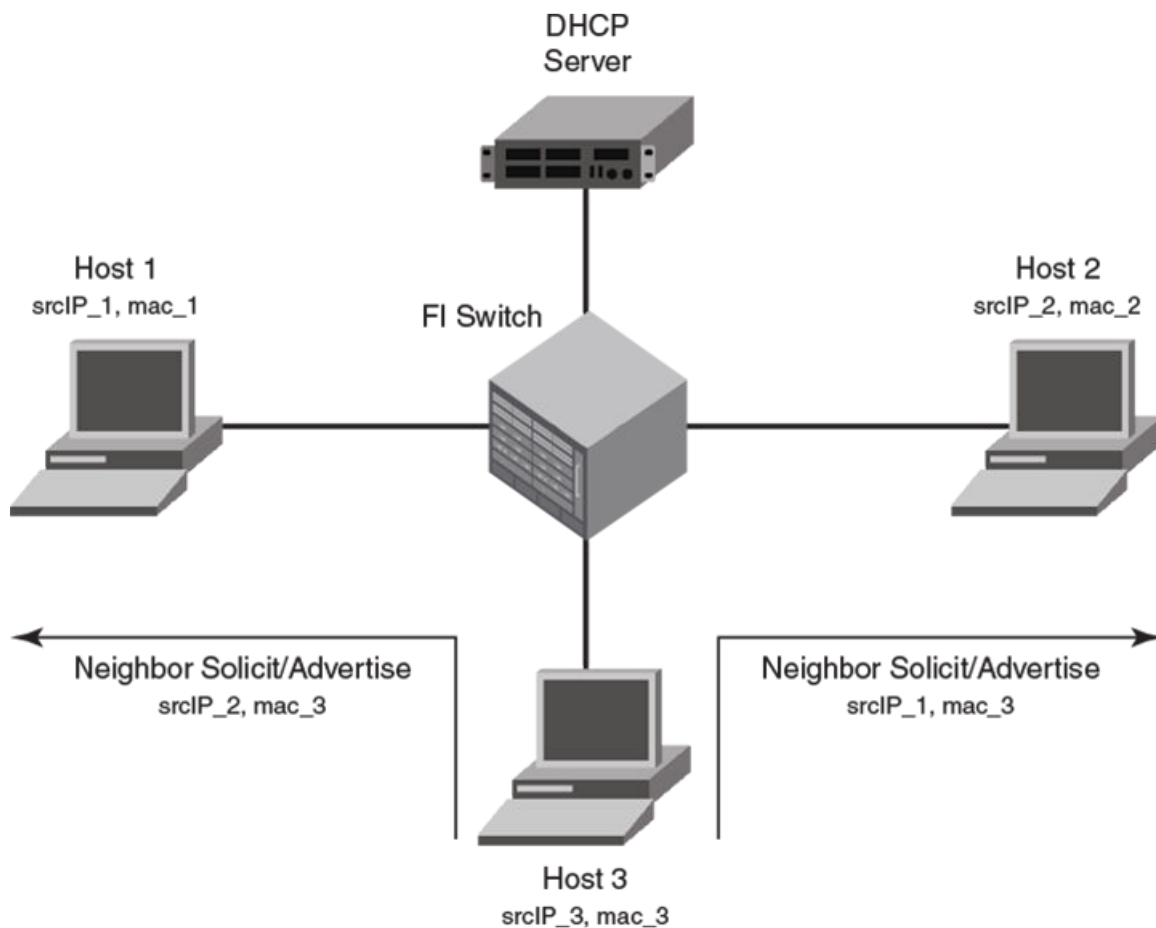 DHCP
Server
Host 1
srcIP_1, mac_1
FI Switch
Host 2
srcIP_2, mac_2
Neighbor Solicit/Advertise
srcIP_2, mac_3
Neighbor Solicit/Advertise
srcIP_1, mac_3
Host 3
srcIP_3, mac_3